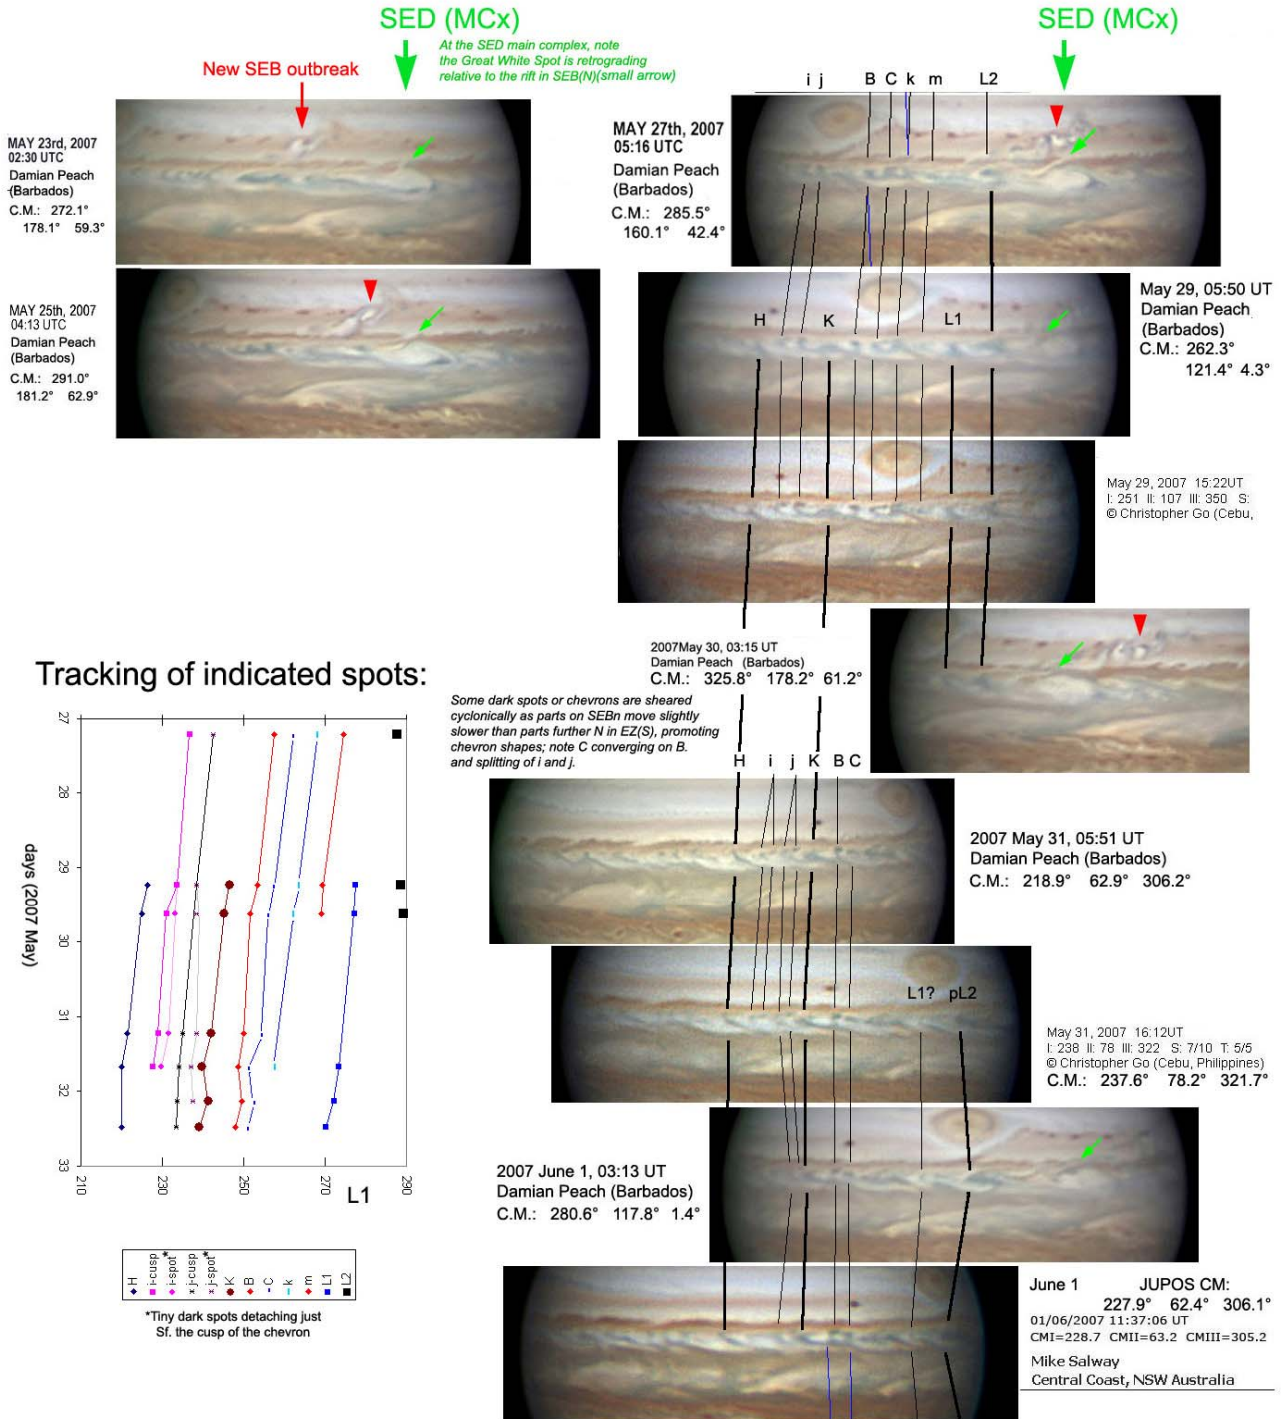 SED (MCx)
At the SED main complex, note
the Great White Spot is retrograding
relative to the rift in SEB(N)(small arrow)
New SEB outbreak
MAY 23rd, 2007
02:30 UTC
Damian Peach
(Barbados)
C.M.: 272.1°
178.1° 59.3°
MAY 25th, 2007
04:13 UTC
Damian Peach
(Barbados)
C.M.: 291.0°
181.2° 62.9°
SED (MCx)
i j B C k m L2
MAY 27th, 2007
05:16 UTC
Damian Peach
(Barbados)
C.M.: 285.5°
160.1° 42.4°
H K L1
May 29, 05:50 UT
Damian Peach
(Barbados)
C.M.: 262.3°
121.4° 4.3°
May 29, 2007 15:22UT
I: 251 II: 107 III: 350 S:
© Christopher Go (Cebu,
2007May 30, 03:15 UT
Damian Peach (Barbados)
C.M.: 325.8° 178.2° 61.2°
Some dark spots or chevrons are sheared
cyclonically as parts on SEBn move slightly
slower than parts further N in EZ(S), promoting
chevron shapes; note C converging on B.
and splitting of i and j.
H i j K B C
2007 May 31, 05:51 UT
Damian Peach (Barbados)
C.M.: 218.9° 62.9° 306.2°
L1? pL2
May 31, 2007 16:12UT
I: 238 II: 78 III: 322 S: 7/10 T: 5/5
© Christopher Go (Cebu, Philippines)
C.M.: 237.6° 78.2° 321.7°
2007 June 1, 03:13 UT
Damian Peach (Barbados)
C.M.: 280.6° 117.8° 1.4°
June 1 JUPOS CM:
227.9° 62.4° 306.1°
01/06/2007 11:37:06 UT
CMI=228.7 CMII=63.2 CMIII=305.2
Mike Salway
Central Coast, NSW Australia
Tracking of indicated spots:
27
28
29
30
31
32
33
days (2007 May)
210 230 250 270 290
L1
H
i-cusp
i-spot*
j-cusp
j-spot*
K
B
C
k
m
L1
L2
*Tiny dark spots detaching just
Sf. the cusp of the chevron